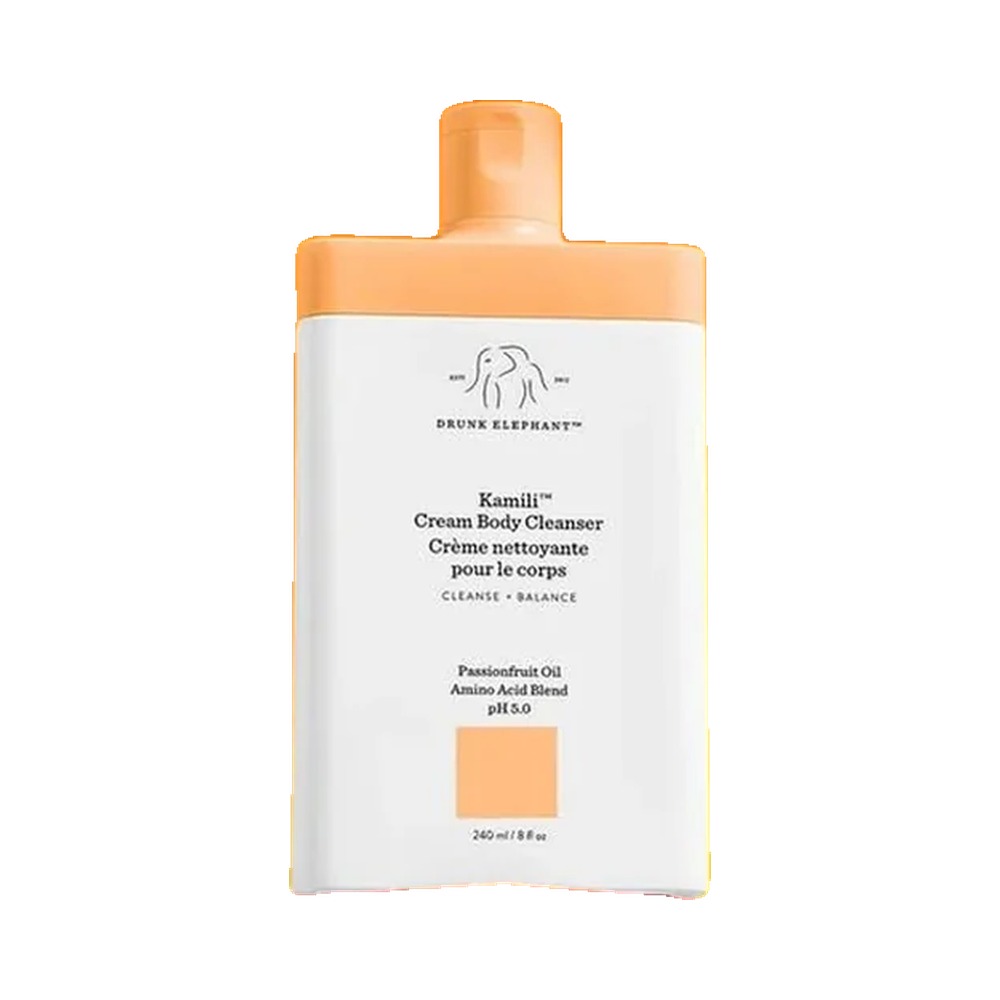 DRUNK ELEPHANT™
Kamili™
Cream Body Cleanser
Crème nettoyante
pour le corps
CLEANSE • BALANCE
Passionfruit Oil
Amino Acid Blend
pH 5.0
240 ml / 8 fl oz